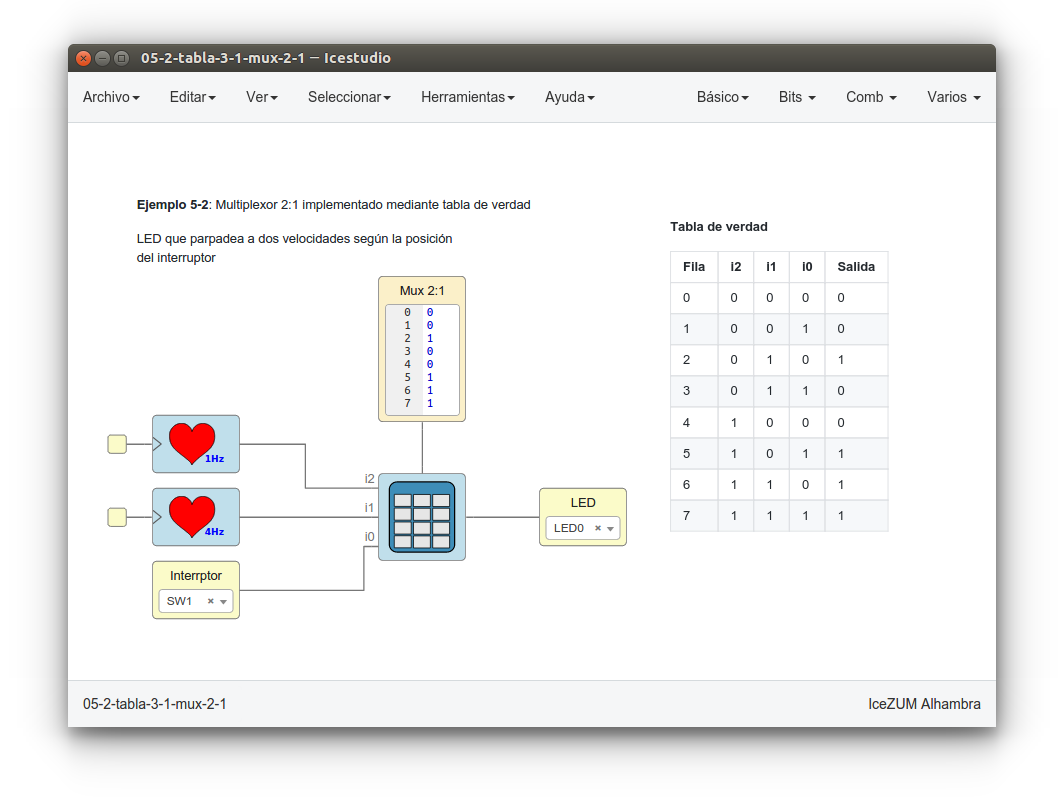 05-2-tabla-3-1-mux-2-1 — Icestudio
Archivo Editar Ver Seleccionar Herramientas Ayuda Básico Bits Comb Varios
Ejemplo 5-2: Multiplexor 2:1 implementado mediante tabla de verdad
LED que parpadea a dos velocidades según la posición
del interruptor
Mux 2:1
0 0
1 0
2 1
3 0
4 0
5 1
6 1
7 1
1Hz
4Hz
Interrptor
SW1
i2
i1
i0
LED
LED0
Tabla de verdad
Fila i2 i1 i0 Salida
0 0 0 0 0
1 0 0 1 0
2 0 1 0 1
3 0 1 1 0
4 1 0 0 0
5 1 0 1 1
6 1 1 0 1
7 1 1 1 1
05-2-tabla-3-1-mux-2-1 IceZUM Alhambra